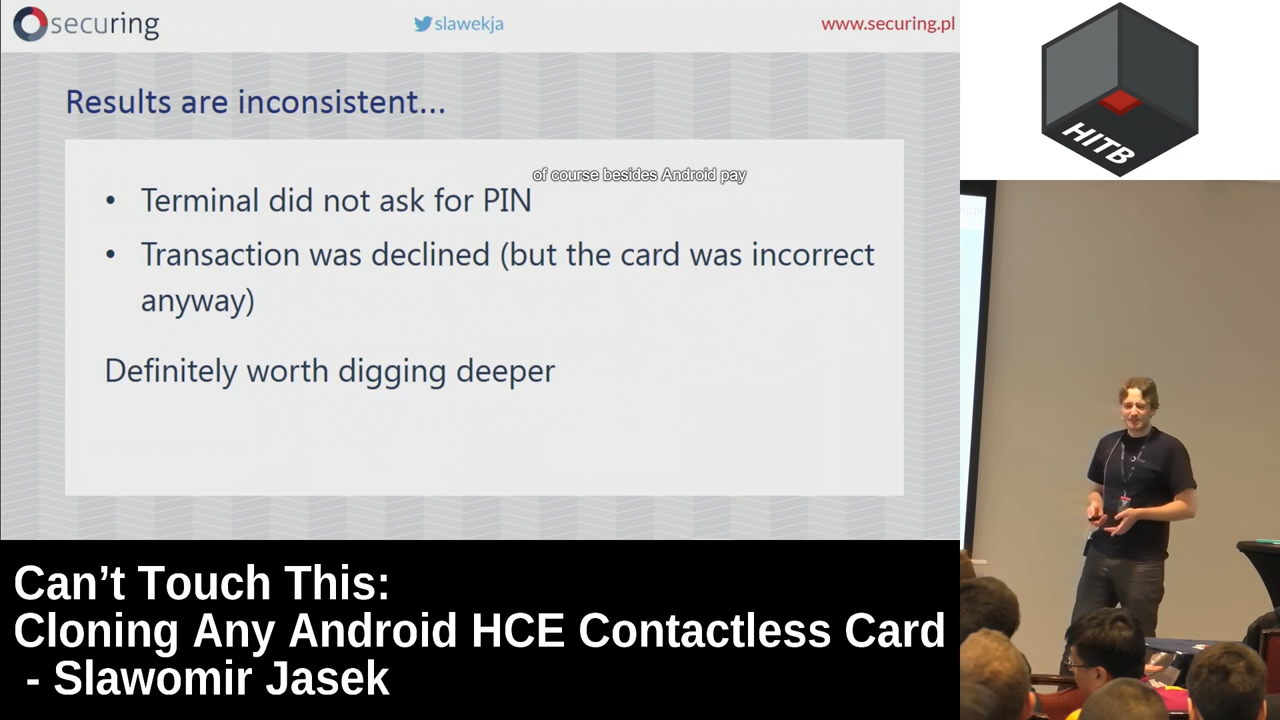 securing
slawekja
www.securing.pl
Results are inconsistent...
of course besides Android pay
• Terminal did not ask for PIN
• Transaction was declined (but the card was incorrect
anyway)
Definitely worth digging deeper
Can’t Touch This:
Cloning Any Android HCE Contactless Card
- Slawomir Jasek
HITB